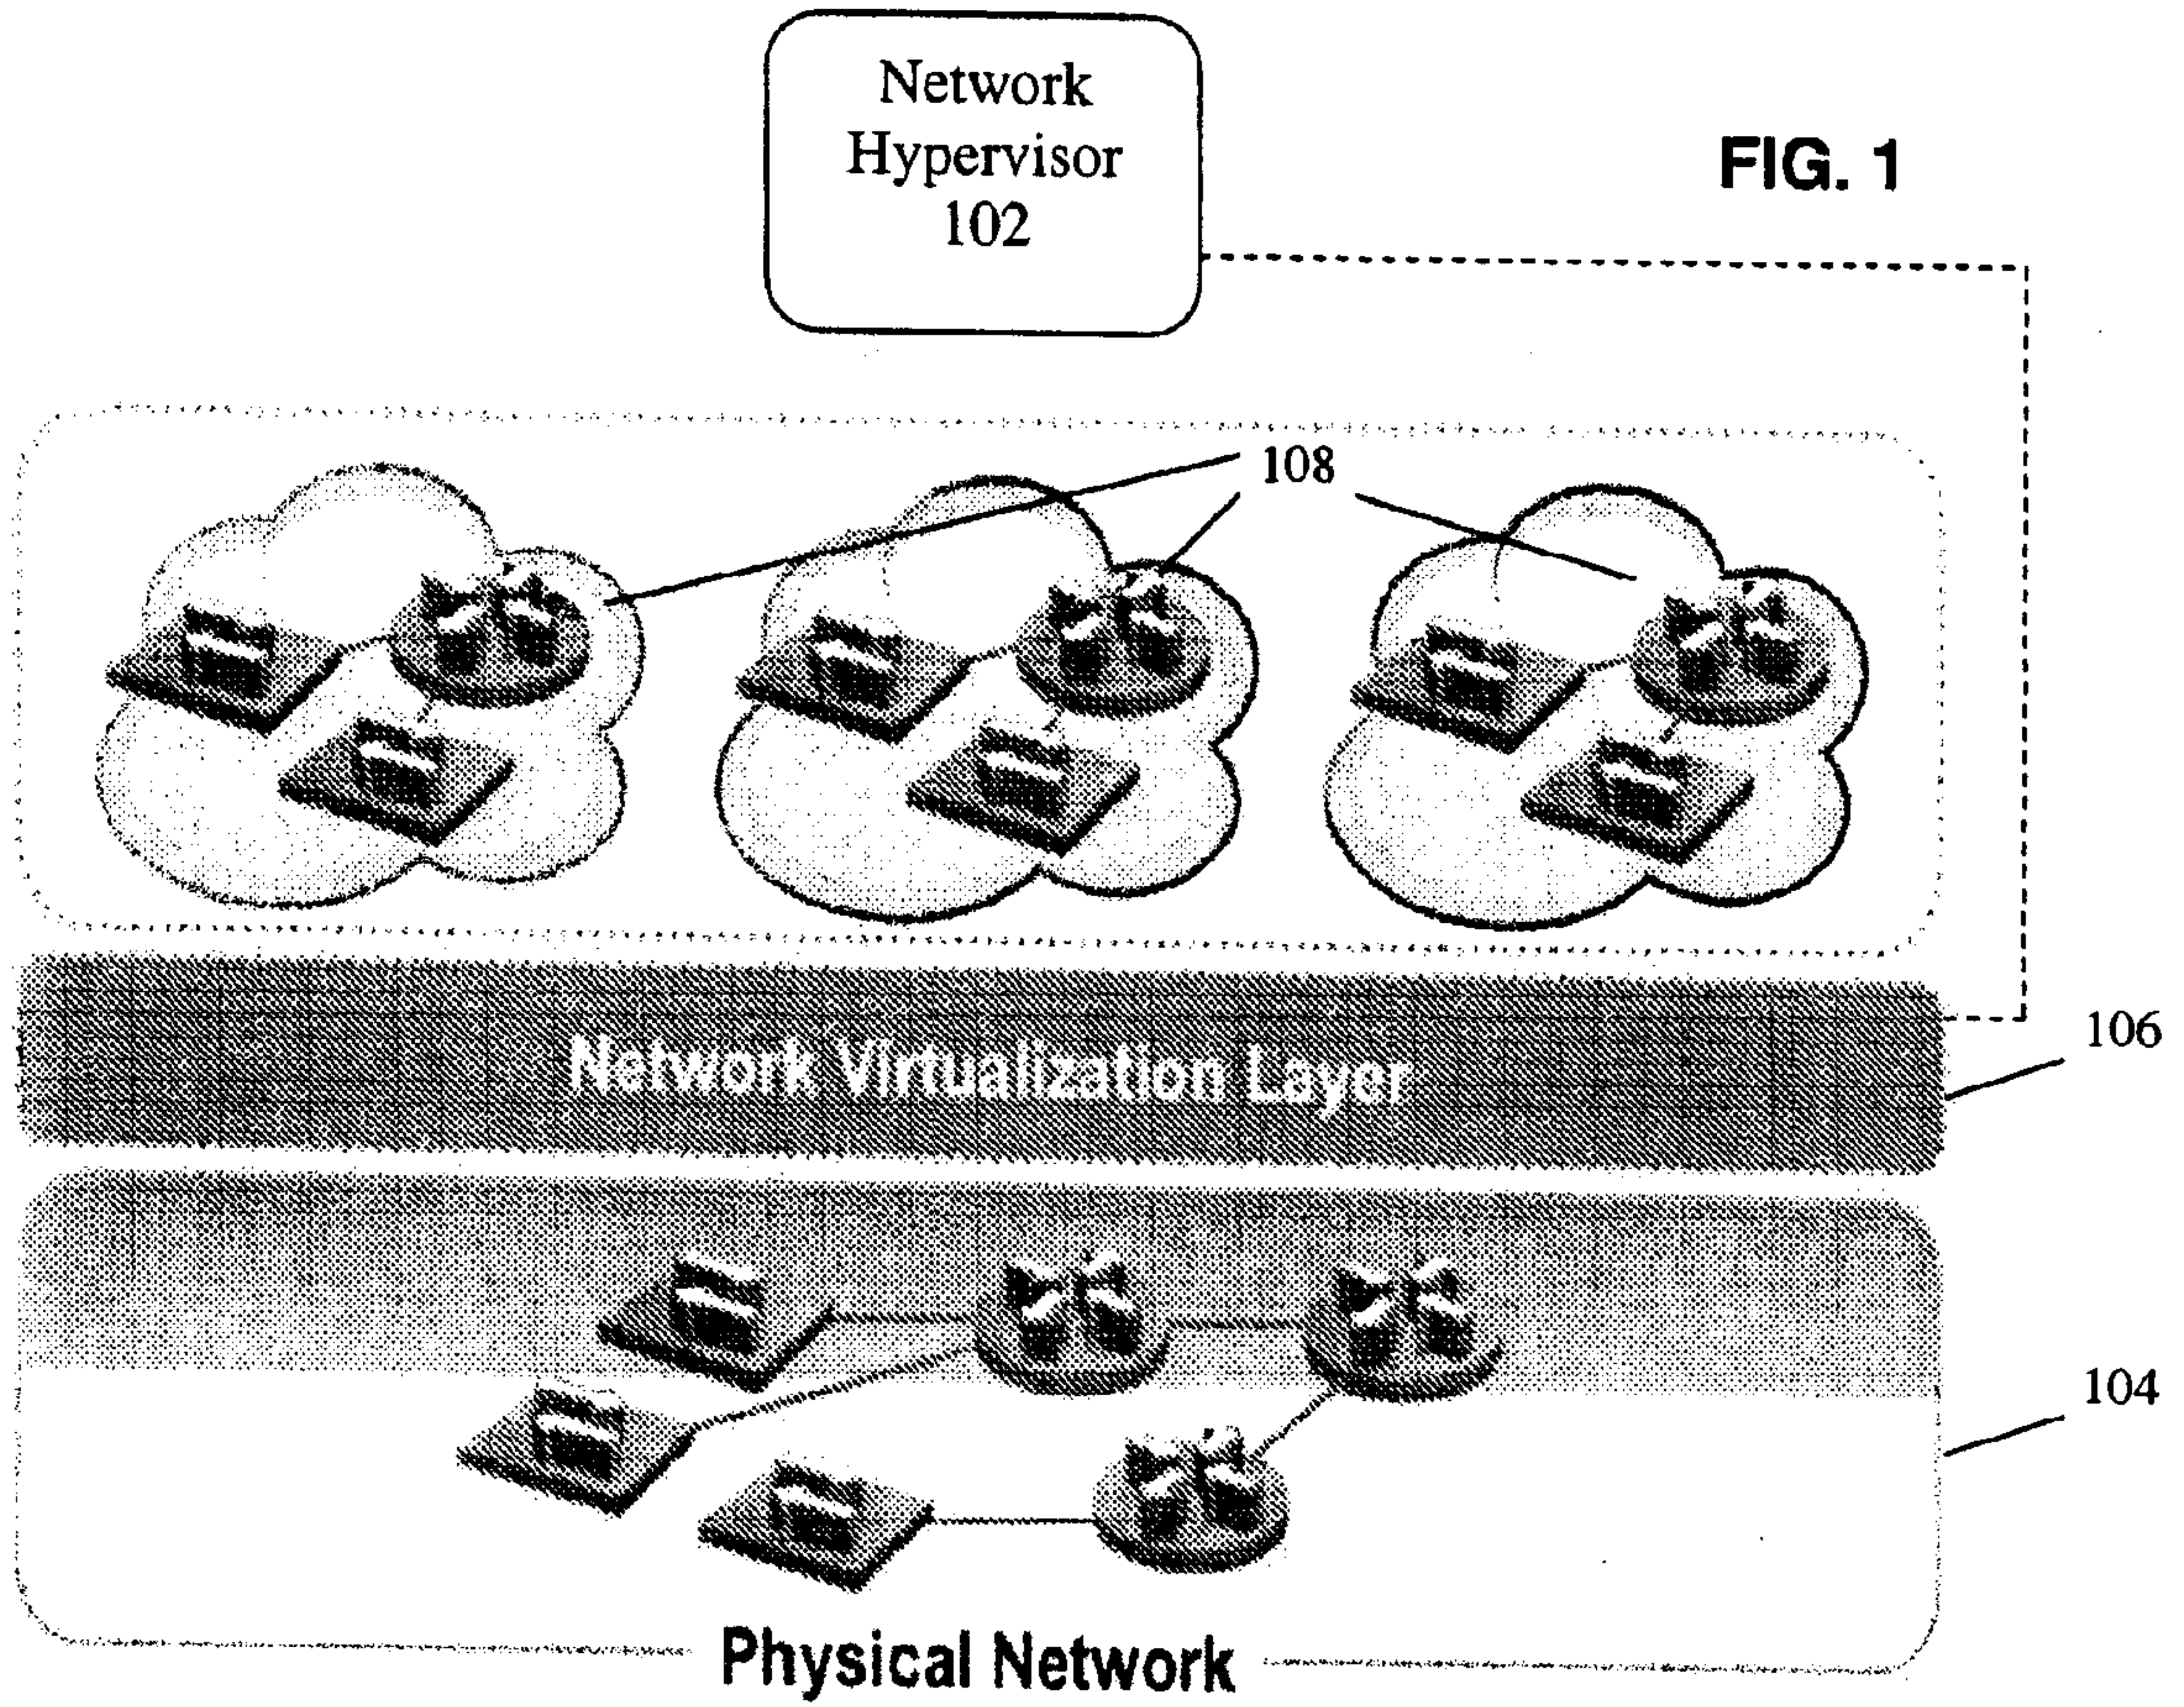 Network
Hypervisor
102
FIG. 1
108
Network Virtualization Layer
106
104
Physical Network